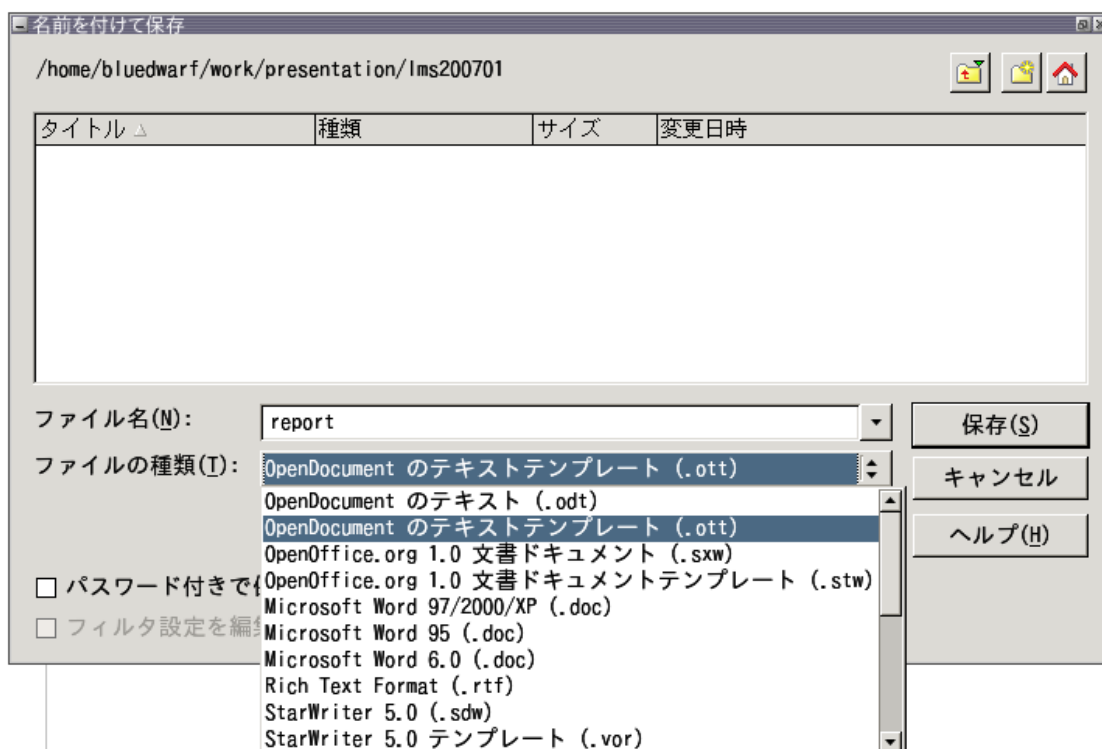 名前を付けて保存
/home/bluedwarf/work/presentation/lms200701
タイトル 種類 サイズ 変更日時
ファイル名(N): report 保存(S)
ファイルの種類(T): OpenDocument のテキストテンプレート (.ott) キャンセル
OpenDocument のテキスト (.odt)
OpenDocument のテキストテンプレート (.ott) ヘルプ(H)
OpenOffice.org 1.0 文書ドキュメント (.sxw)
パスワード付きで OpenOffice.org 1.0 文書ドキュメントテンプレート (.stw)
Microsoft Word 97/2000/XP (.doc)
フィルタ設定を編 Microsoft Word 95 (.doc)
Microsoft Word 6.0 (.doc)
Rich Text Format (.rtf)
StarWriter 5.0 (.sdw)
StarWriter 5.0 テンプレート (.vor)